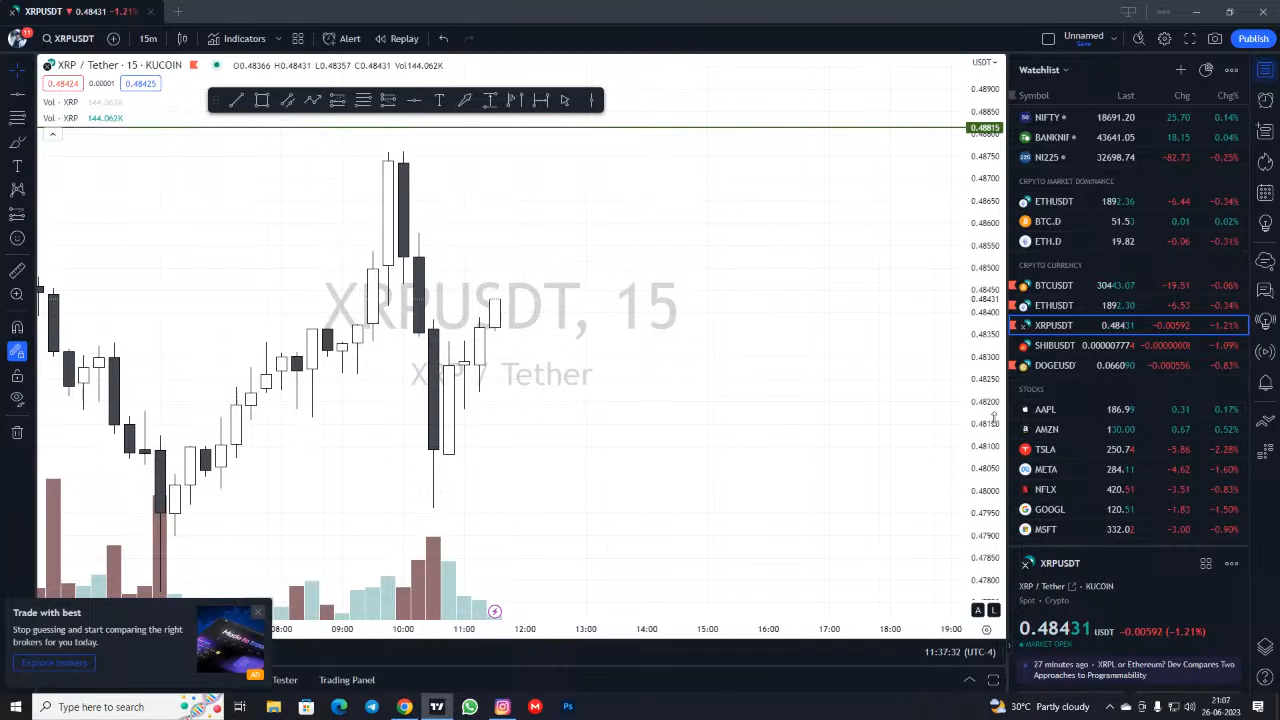 XRPUSDT ▼ 0.48431 −1.21%
11
XRPUSDT
15m
Indicators
Alert
Replay
Unnamed
Save
Publish
XRP / Tether · 15 · KUCOIN
O0.48366 H0.48431 L0.48357 C0.48431 Vol144.062K
0.48424
0.00001
0.48425
Vol · XRP 144.062K
Vol · XRP 144.062K
XRPUSDT, 15
XRP / Tether
USDT
0.48900
0.48850
0.48815
0.48800
0.48750
0.48700
0.48650
0.48600
0.48550
0.48500
0.48450
0.48431
0.48400
0.48350
0.48300
0.48250
0.48200
0.48150
0.48100
0.48050
0.48000
0.47950
0.47900
0.47850
0.47800
A L
08:00 09:00 10:00 11:00 12:00 13:00 14:00 15:00 16:00 17:00 18:00 19:00
11:37:32 (UTC-4)
Trade with best
Stop guessing and start comparing the right
brokers for you today.
Explore brokers
AD
Tester
Trading Panel
Watchlist
Symbol Last Chg Chg%
NIFTY 18691.20 25.70 0.14%
BANKNIF 43641.05 18.15 0.04%
NI225 32698.74 −82.73 −0.25%
CRPYTO MARKET DOMINANCE
ETHUSDT 1892.36 −6.44 −0.34%
BTC.D 51.53 0.01 0.02%
ETH.D 19.82 −0.06 −0.31%
CRPYTO CURRENCY
BTCUSDT 30443.07 −19.51 −0.06%
ETHUSDT 1892.30 −6.53 −0.34%
XRPUSDT 0.48431 −0.00592 −1.21%
SHIBUSDT 0.000007774 −0.00000008 −1.09%
DOGEUSD 0.066090 −0.000556 −0.83%
STOCKS
AAPL 186.99 0.31 0.17%
AMZN 130.00 0.67 0.52%
TSLA 250.74 −5.86 −2.28%
META 284.11 −4.62 −1.60%
NFLX 420.51 −3.51 −0.83%
GOOGL 120.51 −1.83 −1.50%
MSFT 332.02 −3.00 −0.90%
XRPUSDT
XRP / Tether · KUCOIN
Spot · Crypto
0.48431 USDT −0.00592 (−1.21%)
MARKET OPEN
27 minutes ago · XRPL or Ethereum? Dev Compares Two
Approaches to Programmability
Type here to search
Ps
30°C Partly cloudy
21:07
26-06-2023